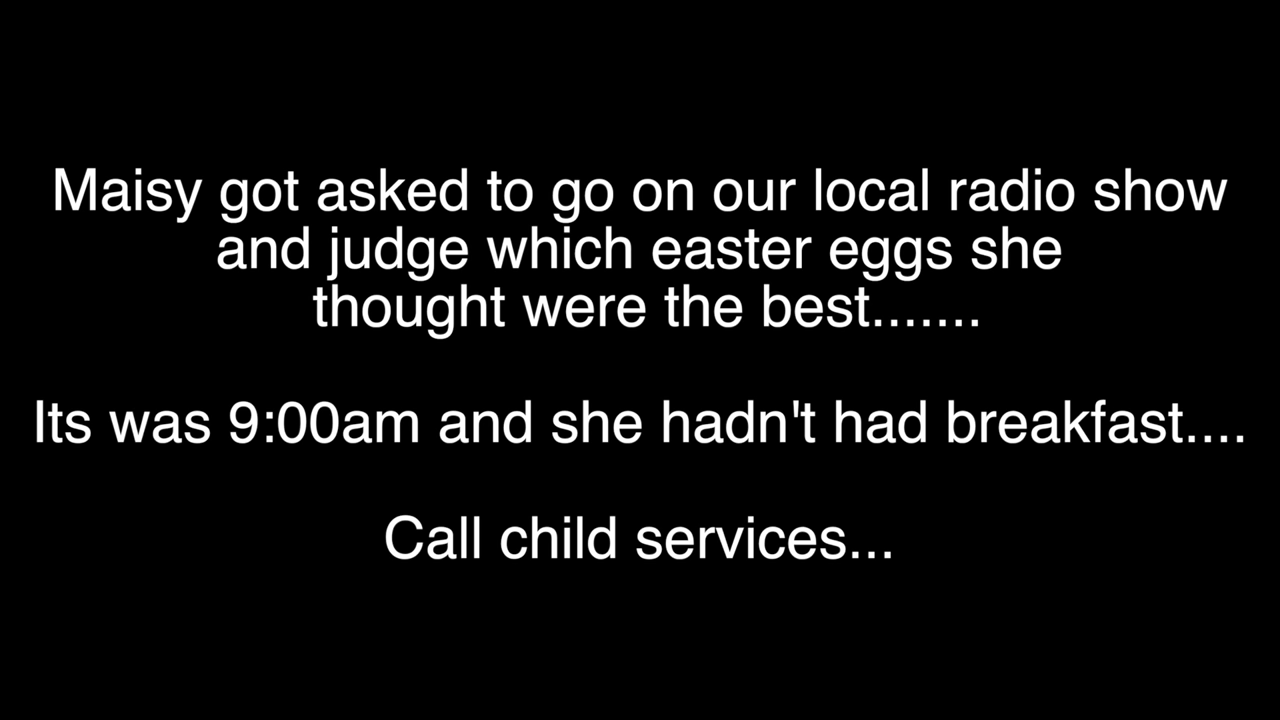 Maisy got asked to go on our local radio show
and judge which easter eggs she
thought were the best.......
Its was 9:00am and she hadn't had breakfast....
Call child services...